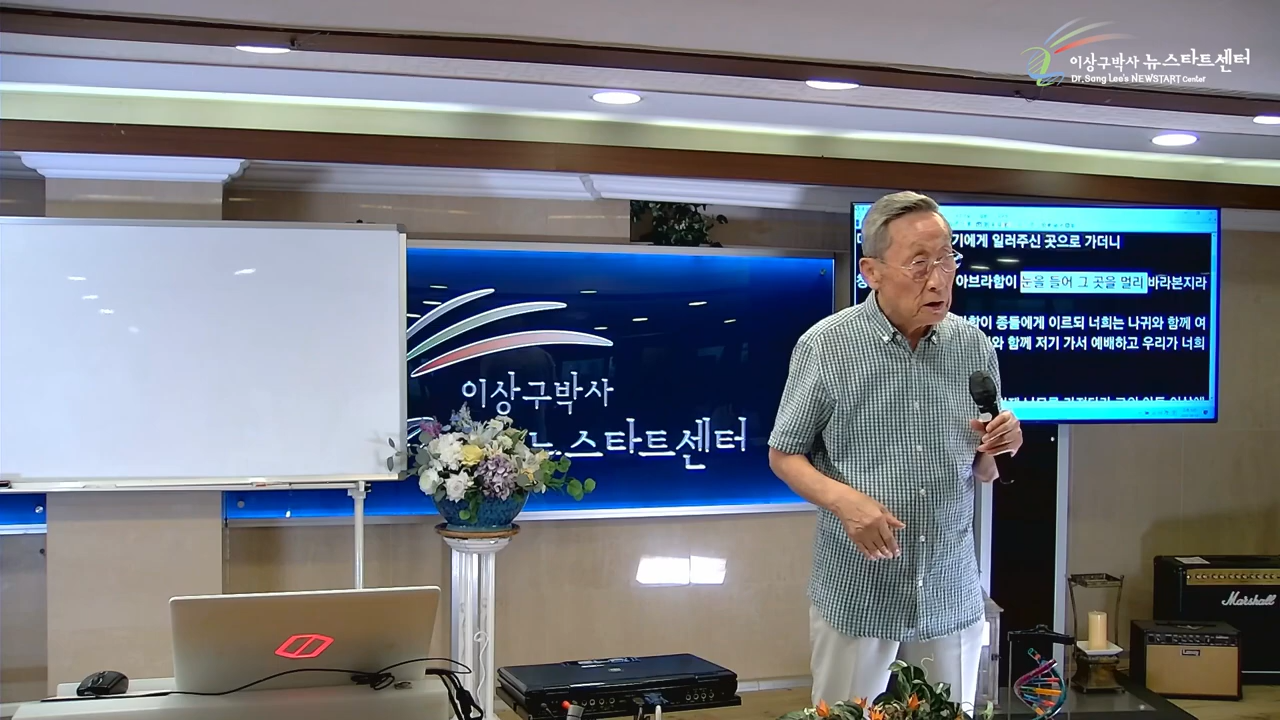 이상구박사 뉴스타트센터
Dr. Sang Lee's NEWSTART Center
기에게 일러주신 곳으로 가더니
아브라함이 눈을 들어 그 곳을 멀리 바라본지라
함이 종들에게 이르되 너희는 나귀와 함께 여
와 함께 저기 가서 예배하고 우리가 너희
이상구박사
뉴스타트센터
Marshall
Laney